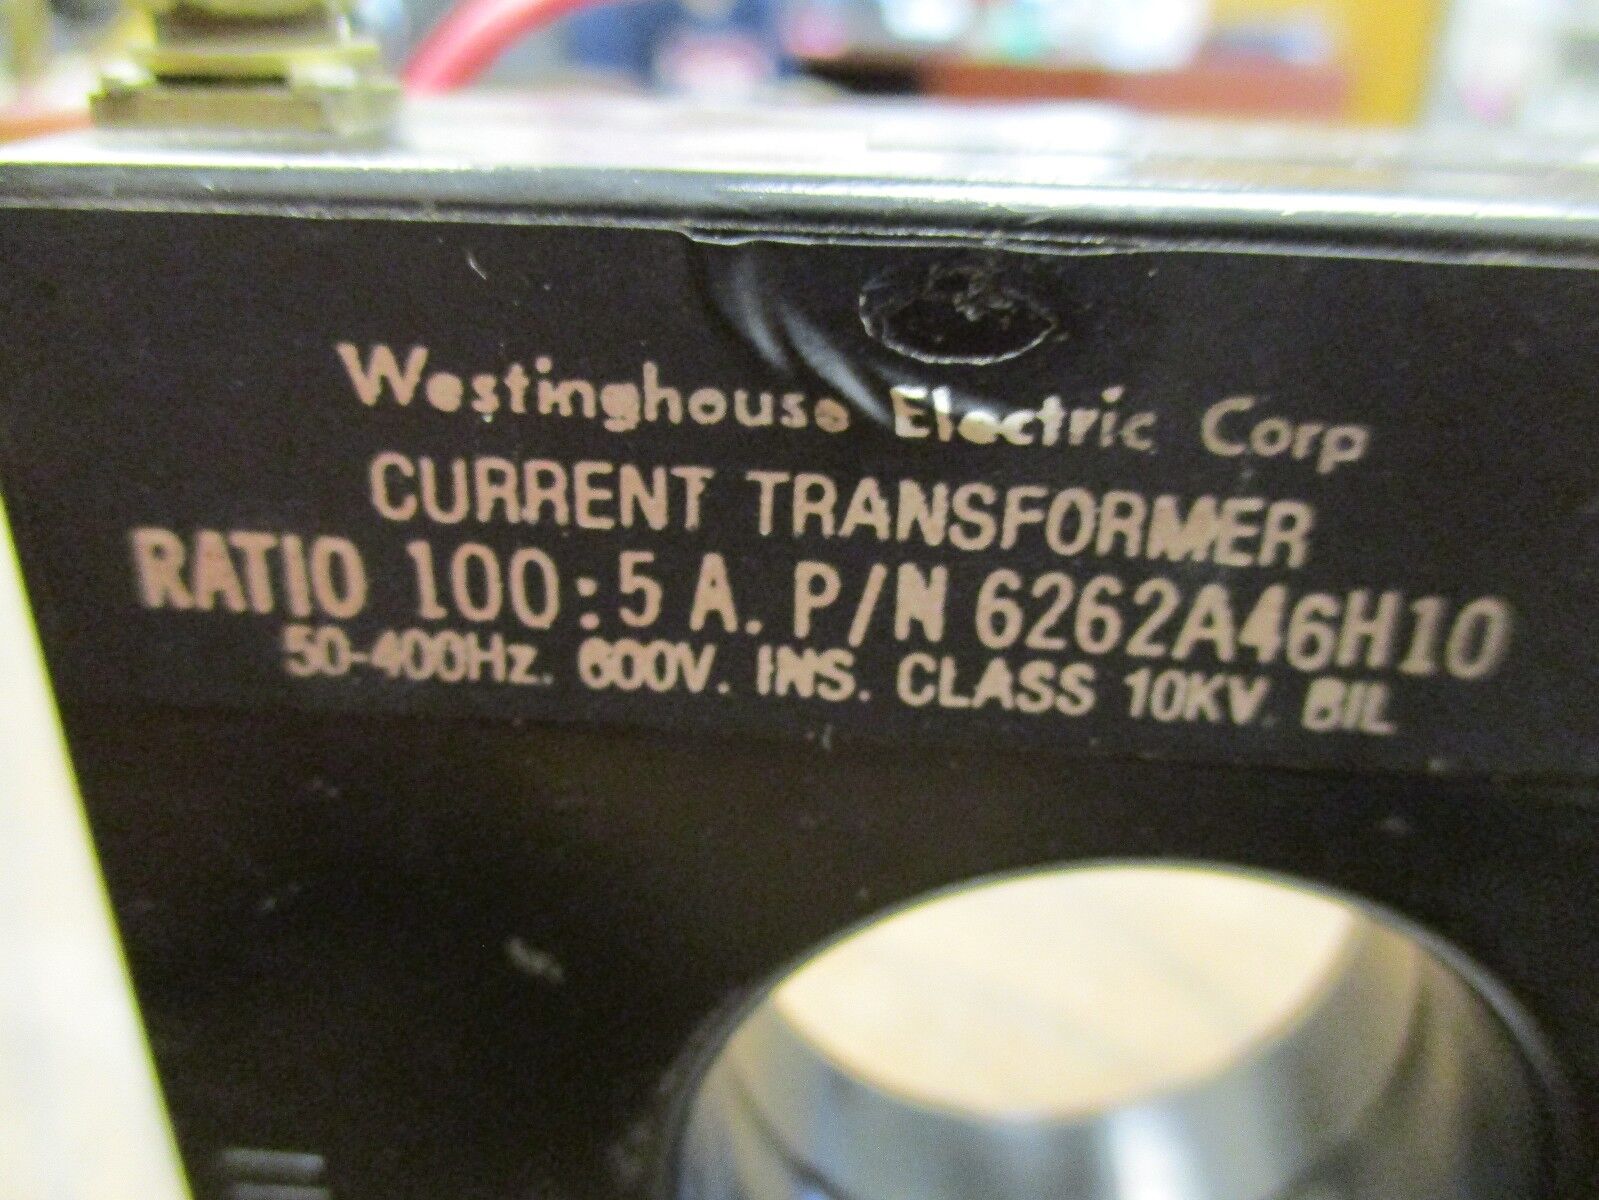 Westinghouse Electric Corp
CURRENT TRANSFORMER
RATIO 100:5 A. P/N 6262A46H10
50-400Hz. 600V. INS. CLASS 10KV. BIL